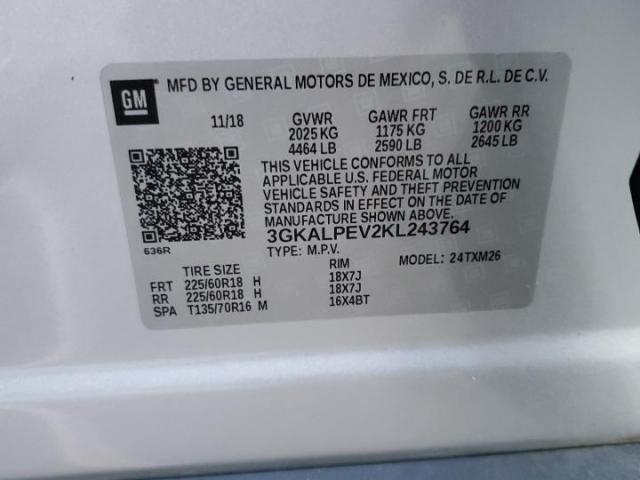 GM
MFD BY GENERAL MOTORS DE MEXICO, S. DE R.L. DE C.V.
11/18 GVWR GAWR FRT GAWR RR
2025 KG 1175 KG 1200 KG
4464 LB 2590 LB 2645 LB
THIS VEHICLE CONFORMS TO ALL
APPLICABLE U.S. FEDERAL MOTOR
VEHICLE SAFETY AND THEFT PREVENTION
STANDARDS IN EFFECT ON THE DATE OF
MANUFACTURE SHOWN ABOVE.
636R
3GKALPEV2KL243764
TYPE: M.P.V. MODEL: 24TXM26
TIRE SIZE RIM
FRT 225/60R18 H 18X7J
RR 225/60R18 H 18X7J
SPA T135/70R16 M 16X4BT